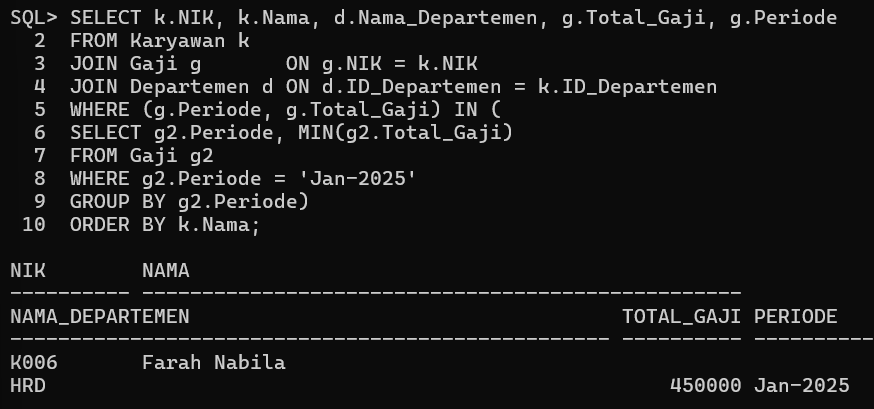 SQL> SELECT k.NIK, k.Nama, d.Nama_Departemen, g.Total_Gaji, g.Periode
  2  FROM Karyawan k
  3  JOIN Gaji g       ON g.NIK = k.NIK
  4  JOIN Departemen d ON d.ID_Departemen = k.ID_Departemen
  5  WHERE (g.Periode, g.Total_Gaji) IN (
  6  SELECT g2.Periode, MIN(g2.Total_Gaji)
  7  FROM Gaji g2
  8  WHERE g2.Periode = 'Jan-2025'
  9  GROUP BY g2.Periode)
 10  ORDER BY k.Nama;

NIK        NAMA
---------- --------------------------------------------------
NAMA_DEPARTEMEN                                    TOTAL_GAJI PERIODE
-------------------------------------------------- ---------- ----------
K006       Farah Nabila
HRD                                                    450000 Jan-2025